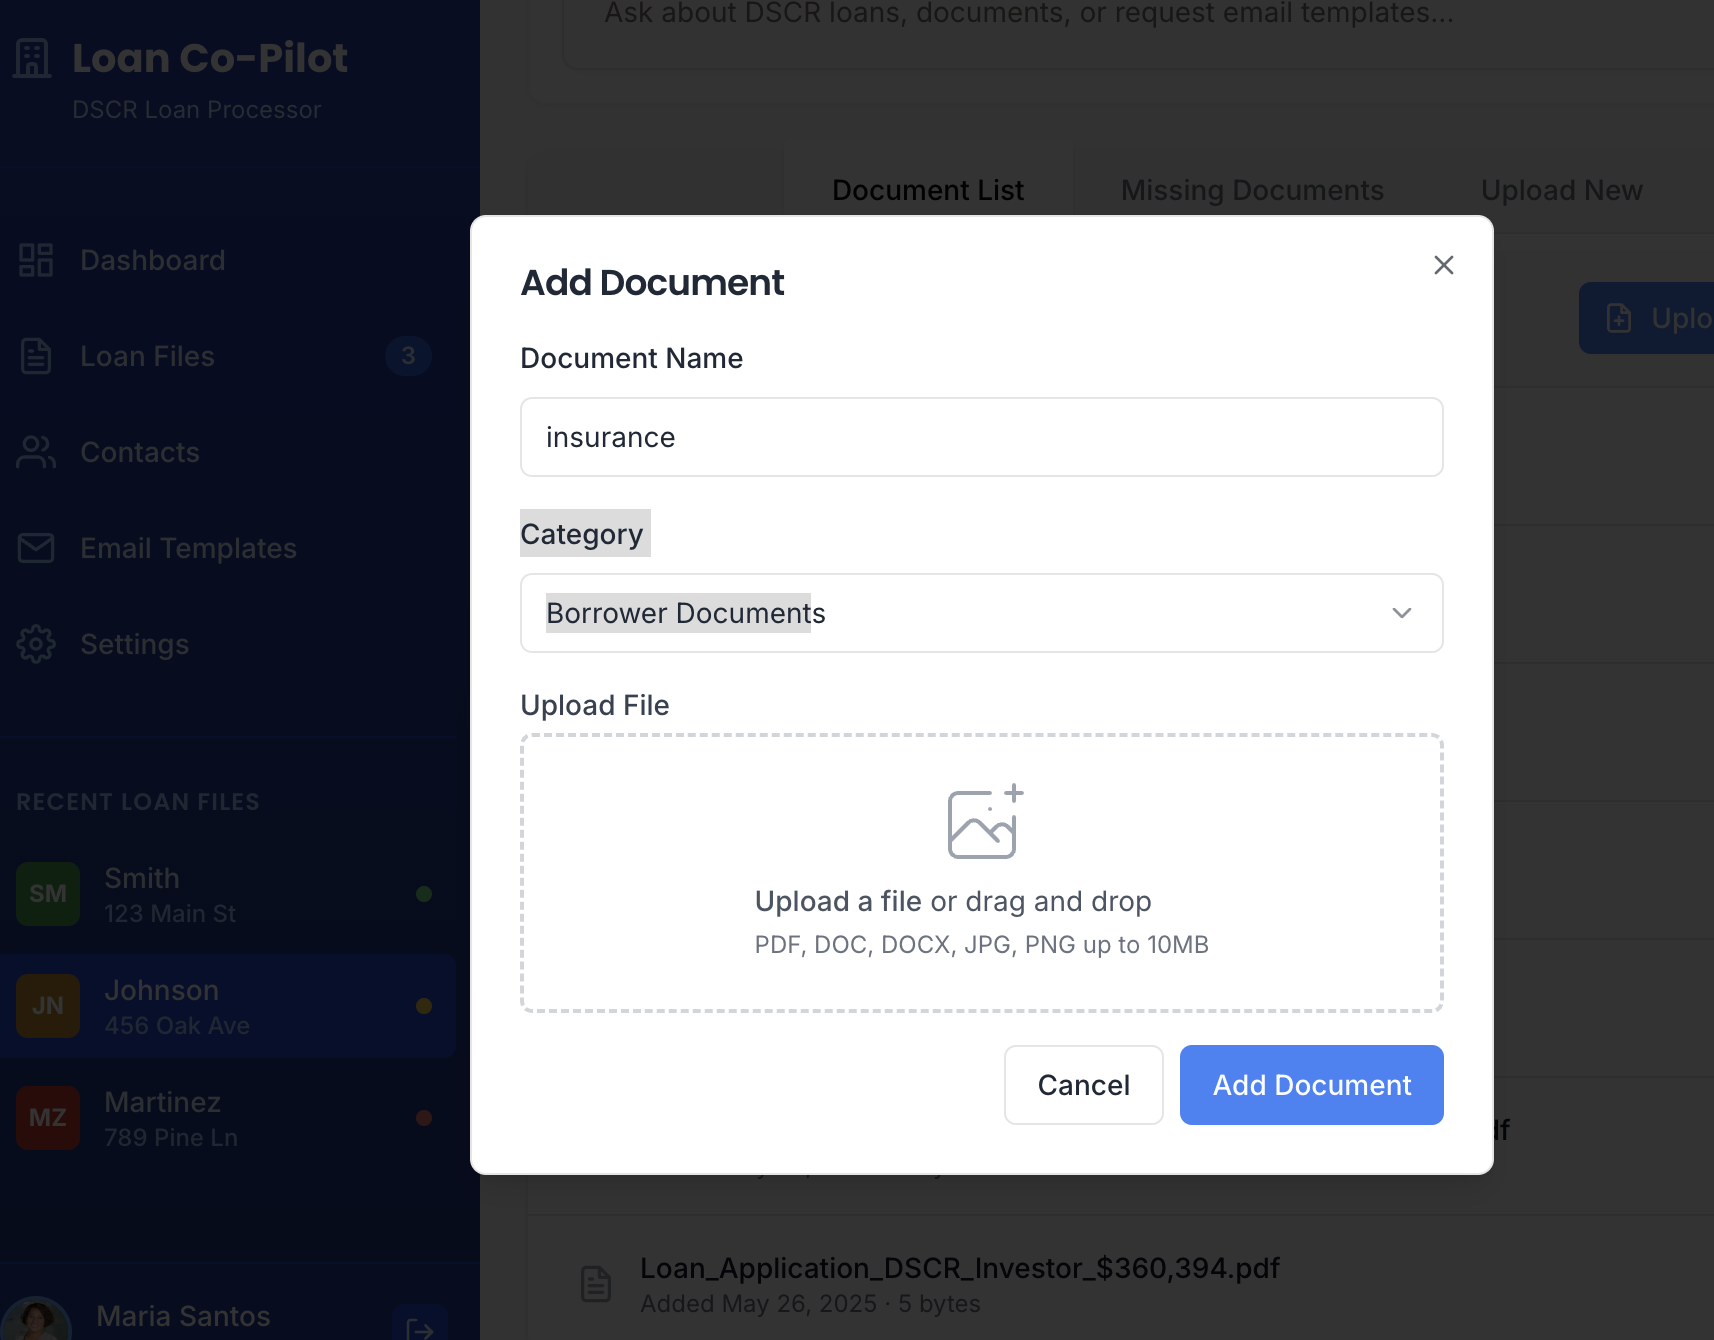 Loan Co-Pilot
DSCR Loan Processor
Dashboard
Loan Files
3
Contacts
Email Templates
Settings
RECENT LOAN FILES
SM
Smith
123 Main St
JN
Johnson
456 Oak Ave
MZ
Martinez
789 Pine Ln
Maria Santos
Ask about DSCR loans, documents, or request email templates...
Document List
Missing Documents
Upload New
Uplo
Add Document
Document Name
insurance
Category
Borrower Documents
Upload File
Upload a file or drag and drop
PDF, DOC, DOCX, JPG, PNG up to 10MB
Cancel
Add Document
Loan_Application_DSCR_Investor_$360,394.pdf
Added May 26, 2025 · 5 bytes